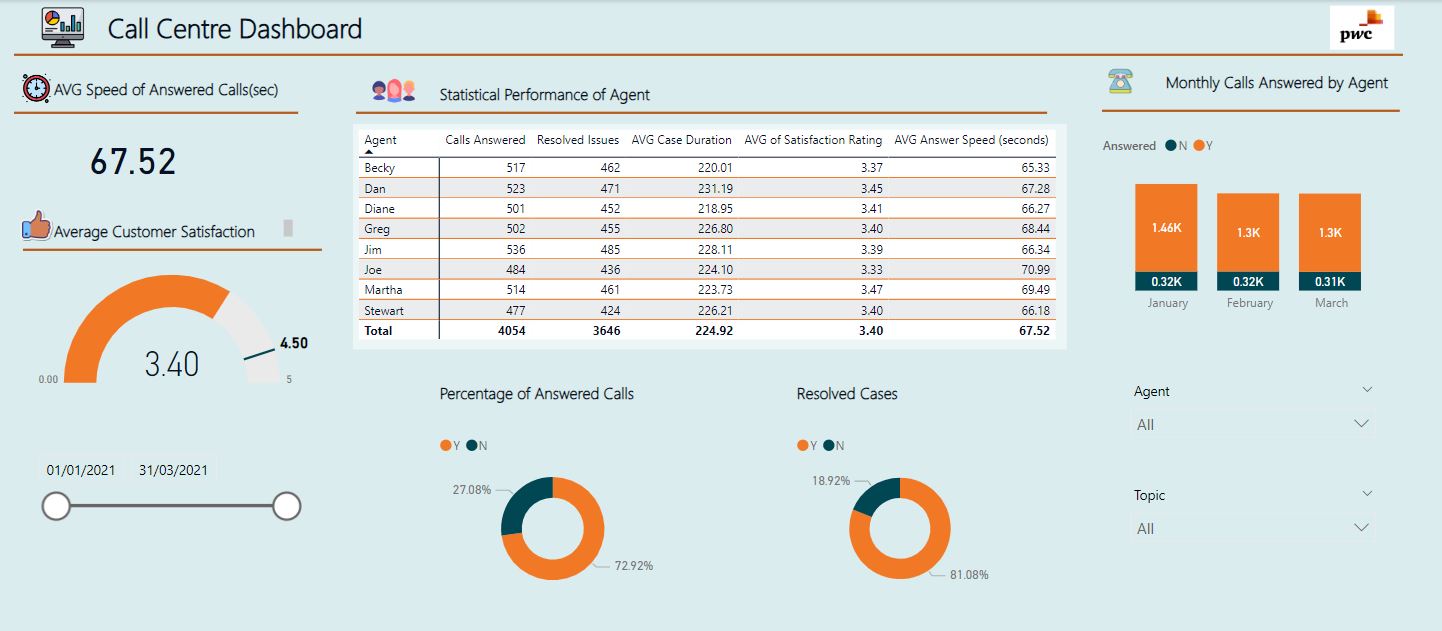 Call Centre Dashboard
pwc
AVG Speed of Answered Calls(sec)
67.52
Average Customer Satisfaction
3.40
0.00
5
4.50
01/01/2021 31/03/2021
Statistical Performance of Agent
Agent Calls Answered Resolved Issues AVG Case Duration AVG of Satisfaction Rating AVG Answer Speed (seconds)
Becky 517 462 220.01 3.37 65.33
Dan 523 471 231.19 3.45 67.28
Diane 501 452 218.95 3.41 66.27
Greg 502 455 226.80 3.40 68.44
Jim 536 485 228.11 3.39 66.34
Joe 484 436 224.10 3.33 70.99
Martha 514 461 223.73 3.47 69.49
Stewart 477 424 226.21 3.40 66.18
Total 4054 3646 224.92 3.40 67.52
Percentage of Answered Calls
Y N
27.08%
72.92%
Resolved Cases
Y N
18.92%
81.08%
Monthly Calls Answered by Agent
Answered N Y
1.46K 1.3K 1.3K
0.32K 0.32K 0.31K
January February March
Agent
All
Topic
All